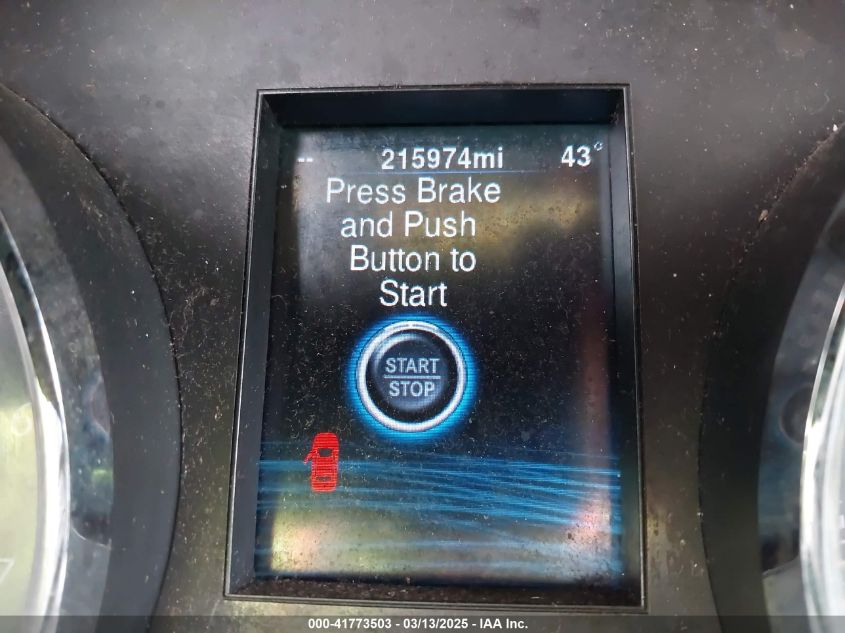 -- 215974mi 43°
Press Brake
and Push
Button to
Start
START
STOP
000-41773503 / 03/13/2025 - IAA Inc.